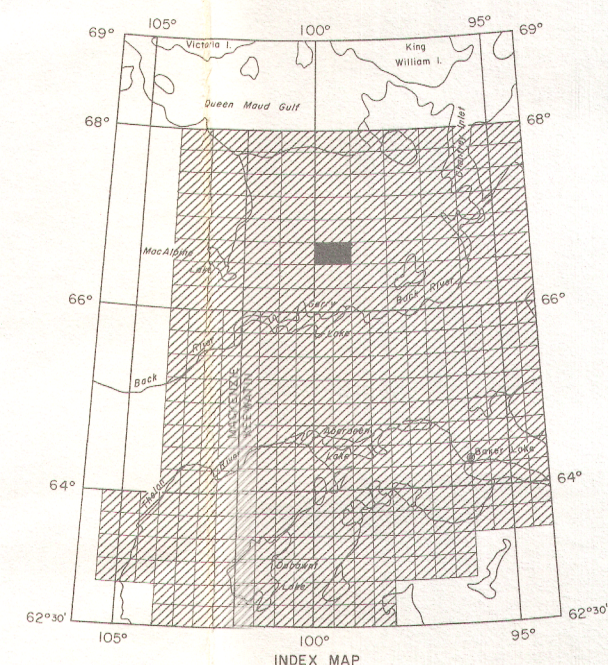 105° 100° 95°
69° 69°
Victoria I.
King
William I.
Queen Maud Gulf
Chantrey Inlet
68° 68°
MacAlpine
Lake
Back River
66° 66°
Garry
Lake
River
Back
MACKENZIE
KEEWATIN
Aberdeen
Lake
Baker Lake
River
Thelon
64° 64°
Dubawnt
Lake
62°30' 62°30'
105° 100° 95°
INDEX MAP